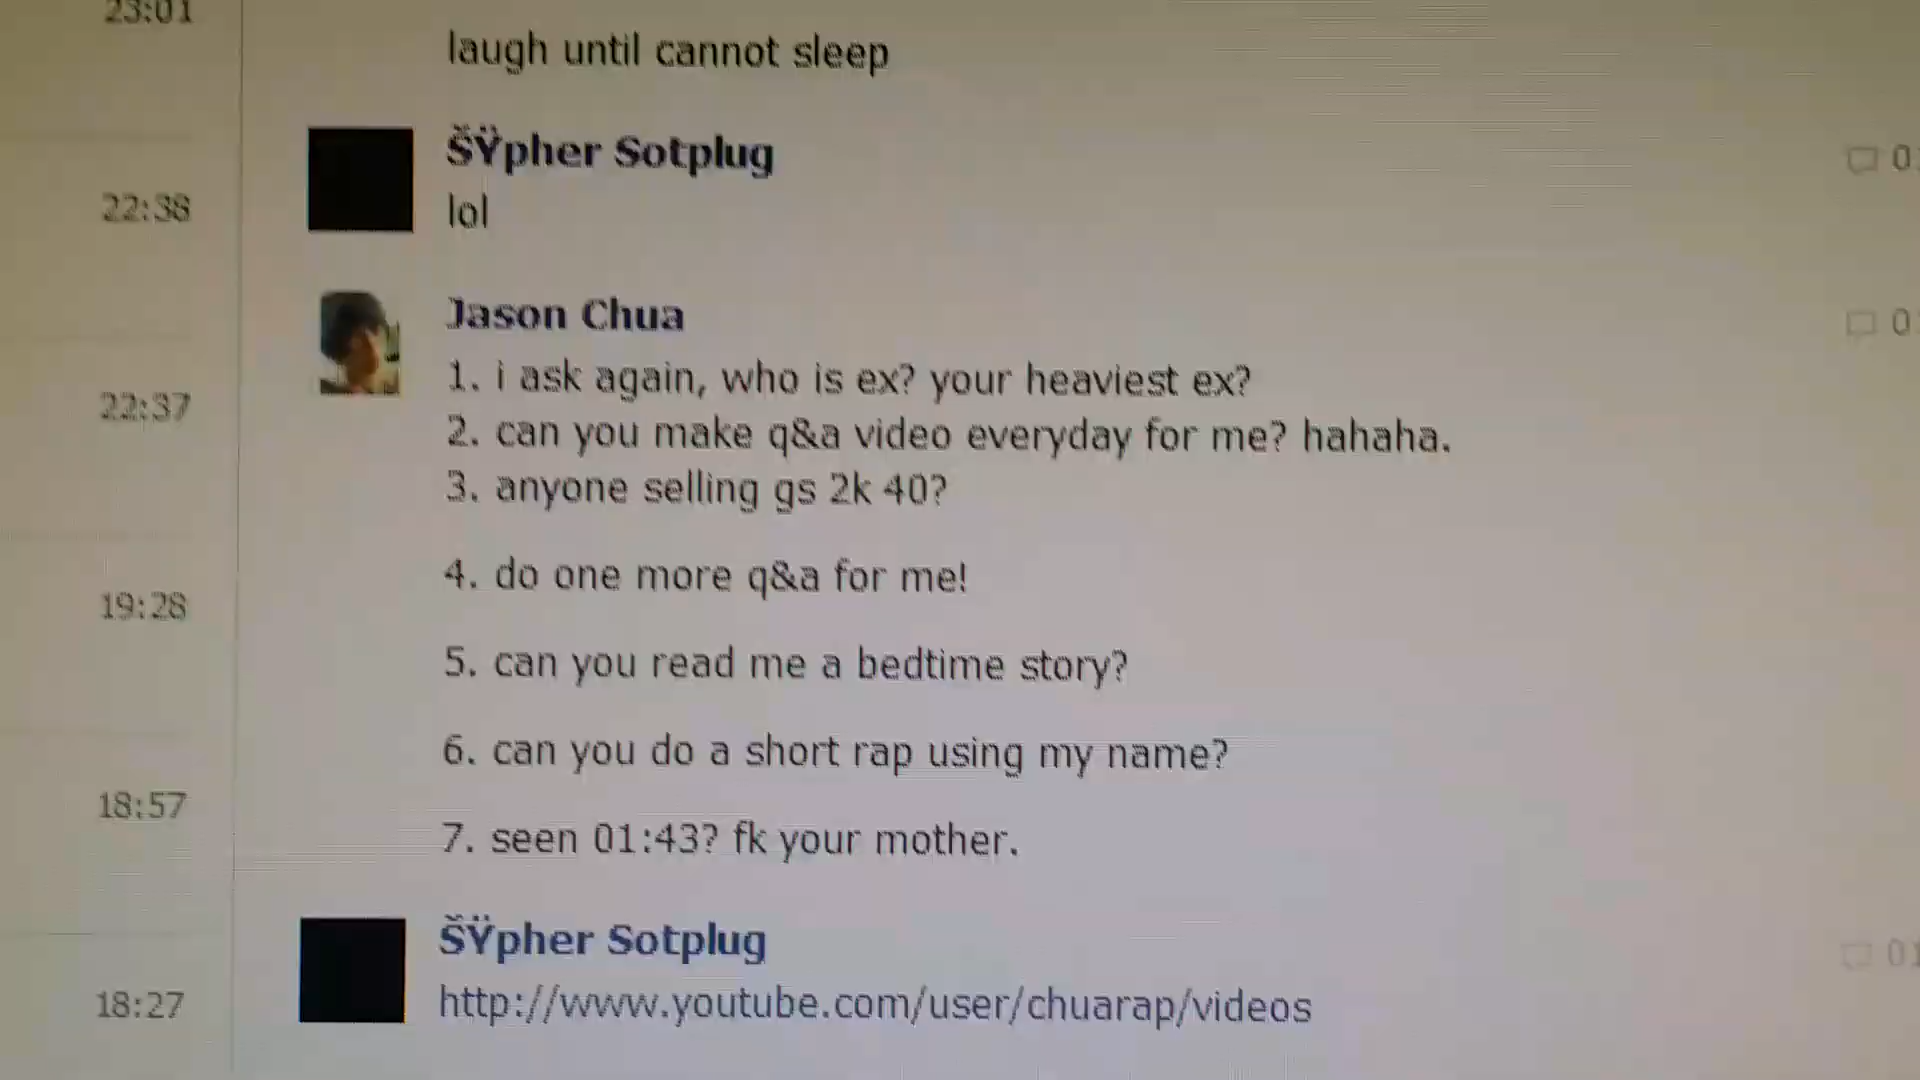 23:01
laugh until cannot sleep
ŠŸpher Sotplug
22:38
lol
Jason Chua
1. i ask again, who is ex? your heaviest ex?
22:37
2. can you make q&a video everyday for me? hahaha.
3. anyone selling gs 2k 40?
4. do one more q&a for me!
19:28
5. can you read me a bedtime story?
6. can you do a short rap using my name?
18:57
7. seen 01:43? fk your mother.
ŠŸpher Sotplug
18:27
http://www.youtube.com/user/chuarap/videos